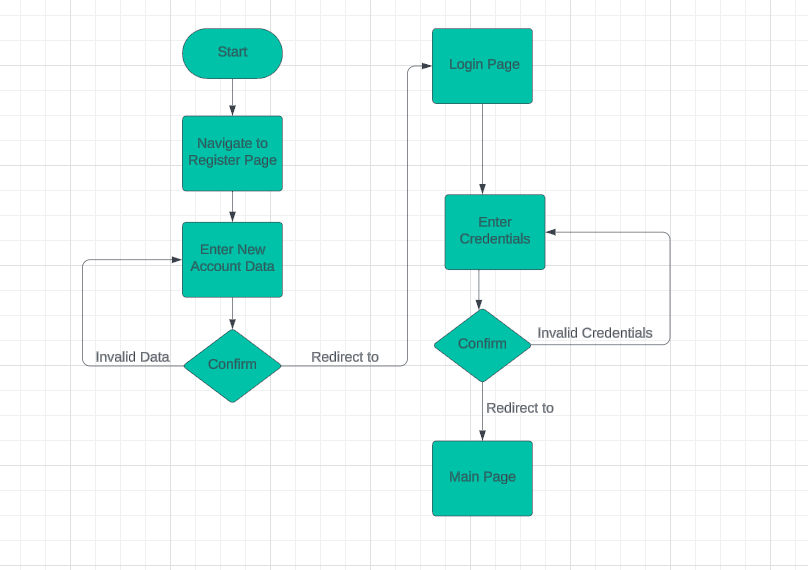 Start
Navigate to
Register Page
Enter New
Account Data
Invalid Data
Confirm
Redirect to
Login Page
Enter
Credentials
Confirm
Invalid Credentials
Redirect to
Main Page